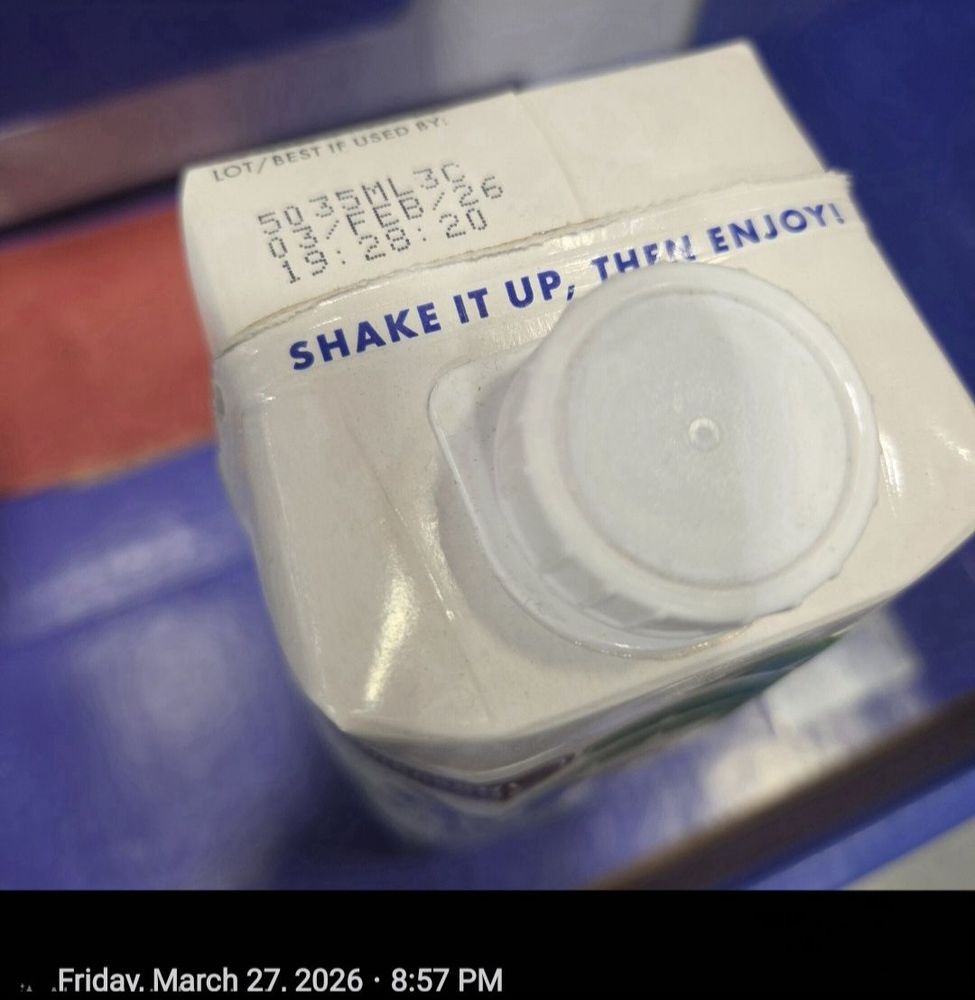 LOT/BEST IF USED BY:
5035ML3C
03/FEB/26
19:28:20
SHAKE IT UP, THEN ENJOY!
Friday, March 27, 2026 · 8:57 PM